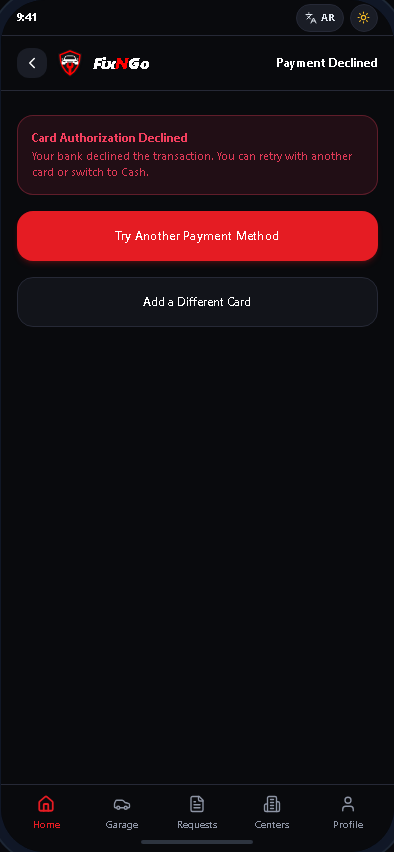 9:41
AR
FixNGo
Payment Declined
Card Authorization Declined
Your bank declined the transaction. You can retry with another
card or switch to Cash.
Try Another Payment Method
Add a Different Card
Home
Garage
Requests
Centers
Profile